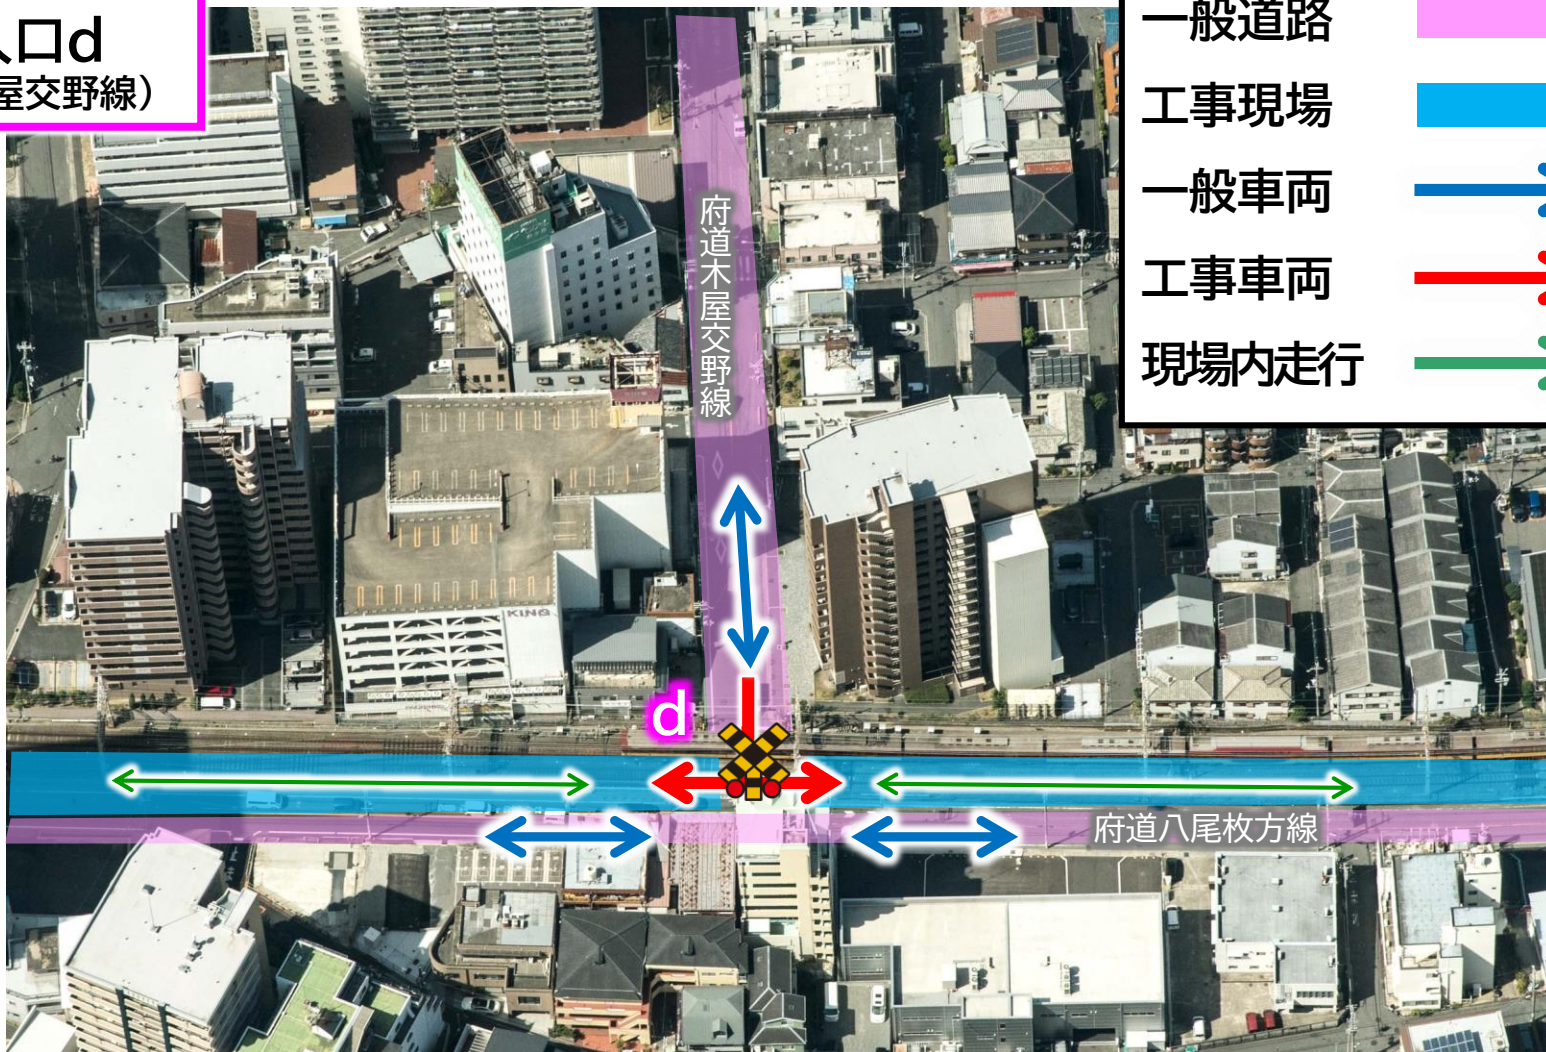 入口d
屋交野線）
一般道路
工事現場
一般車両
工事車両
現場内走行
府道木屋交野線
KING
d
府道八尾枚方線